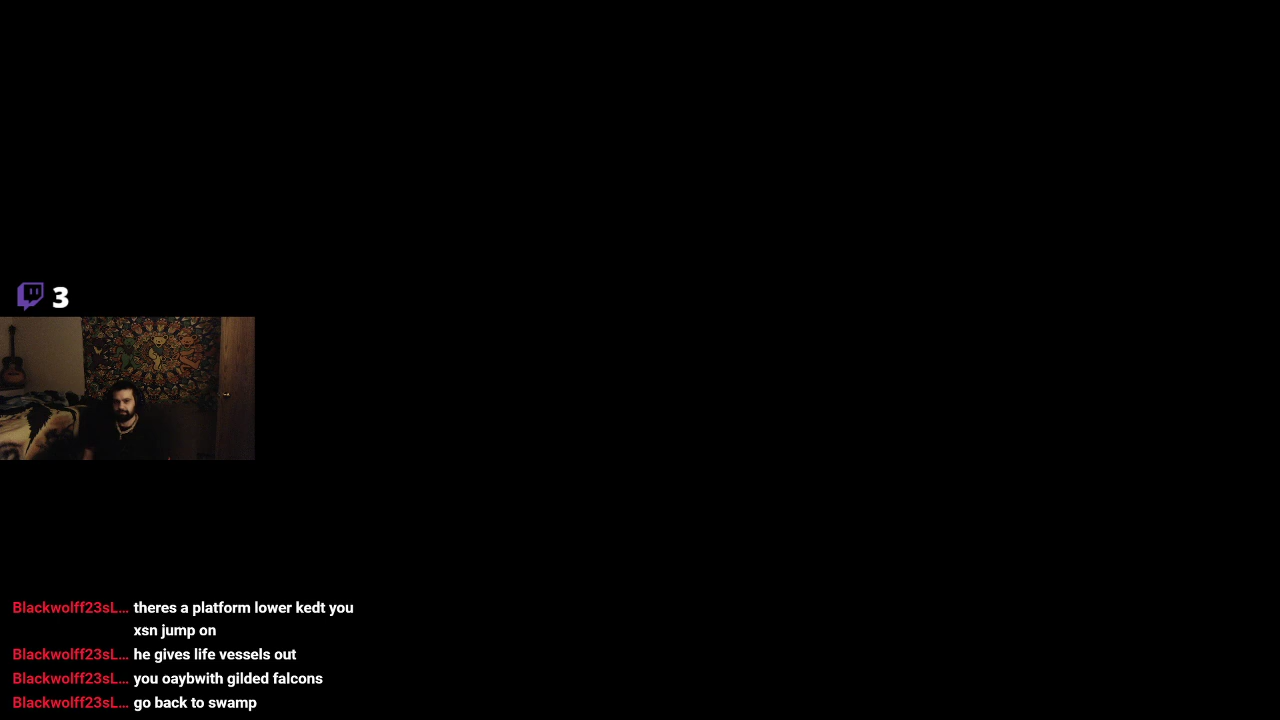 3
Blackwolff23sL... theres a platform lower kedt you
xsn jump on
Blackwolff23sL... he gives life vessels out
Blackwolff23sL... you oaybwith gilded falcons
Blackwolff23sL... go back to swamp